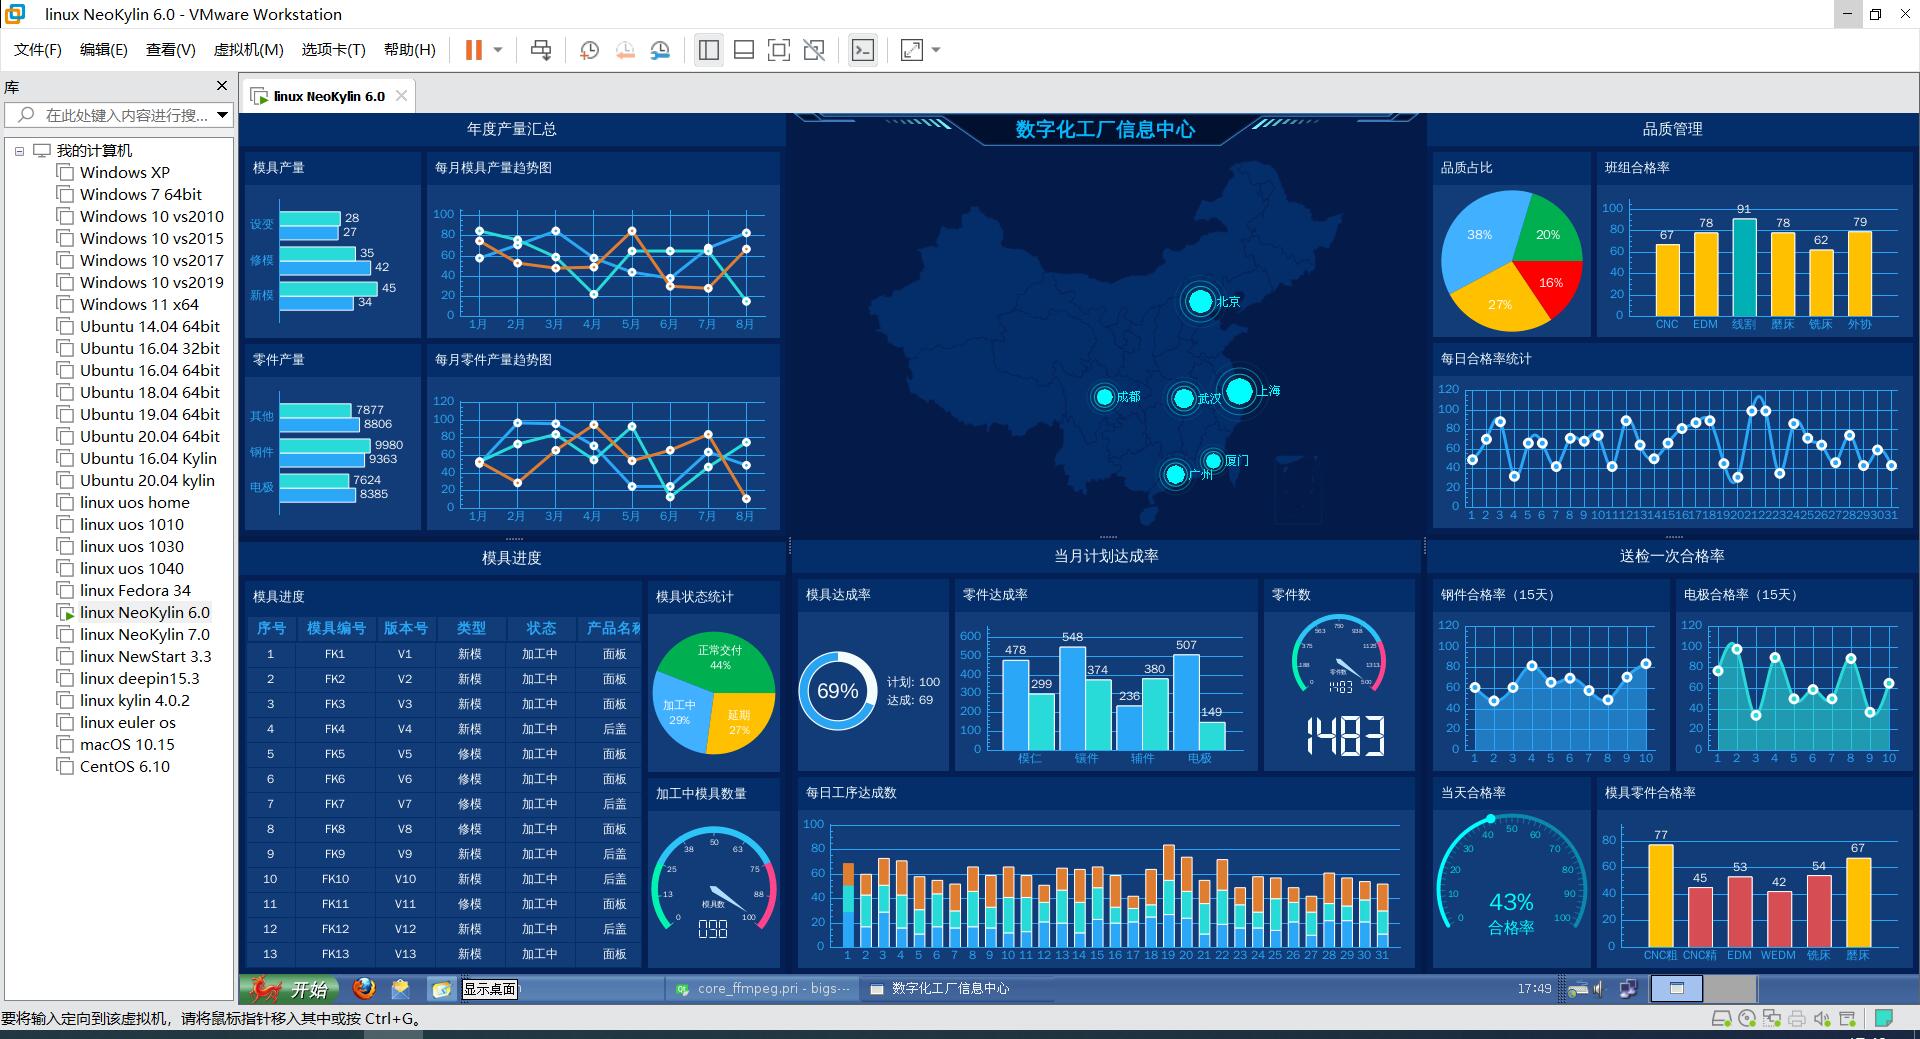 linux NeoKylin 6.0 - VMware Workstation
文件(F) 编辑(E) 查看(V) 虚拟机(M) 选项卡(T) 帮助(H)
库
在此处键入内容进行搜...
我的计算机
Windows XP
Windows 7 64bit
Windows 10 vs2010
Windows 10 vs2015
Windows 10 vs2017
Windows 10 vs2019
Windows 11 x64
Ubuntu 14.04 64bit
Ubuntu 16.04 32bit
Ubuntu 16.04 64bit
Ubuntu 18.04 64bit
Ubuntu 19.04 64bit
Ubuntu 20.04 64bit
Ubuntu 16.04 Kylin
Ubuntu 20.04 kylin
linux uos home
linux uos 1010
linux uos 1030
linux uos 1040
linux Fedora 34
linux NeoKylin 6.0
linux NeoKylin 7.0
linux NewStart 3.3
linux deepin15.3
linux kylin 4.0.2
linux euler os
macOS 10.15
CentOS 6.10
linux NeoKylin 6.0
年度产量汇总
模具产量
设变 28 27
修模 35 42
新模 45 34
每月模具产量趋势图
100
80
60
40
20
0
1月 2月 3月 4月 5月 6月 7月 8月
零件产量
其他 7877 8806
钢件 9980 9363
电极 7624 8385
每月零件产量趋势图
120
100
80
60
40
20
0
1月 2月 3月 4月 5月 6月 7月 8月
数字化工厂信息中心
北京
上海
武汉
成都
厦门
广州
品质管理
品质占比
38% 20%
16%
27%
班组合格率
100
80
60
40
20
0
67 78 91 78 62 79
CNC EDM 线割 磨床 铣床 外协
每日合格率统计
120
100
80
60
40
20
0
1 2 3 4 5 6 7 8 9 10 11 12 13 14 15 16 17 18 19 20 21 22 23 24 25 26 27 28 29 30 31
模具进度
模具进度
序号 模具编号 版本号 类型 状态 产品名称
1 FK1 V1 新模 加工中 面板
2 FK2 V2 新模 加工中 面板
3 FK3 V3 新模 加工中 面板
4 FK4 V4 新模 加工中 后盖
5 FK5 V5 修模 加工中 面板
6 FK6 V6 修模 加工中 面板
7 FK7 V7 修模 加工中 后盖
8 FK8 V8 修模 加工中 面板
9 FK9 V9 新模 加工中 后盖
10 FK10 V10 新模 加工中 后盖
11 FK11 V11 修模 加工中 面板
12 FK12 V12 新模 加工中 后盖
13 FK13 V13 新模 加工中 面板
模具状态统计
正常交付
44%
加工中
29%
延期
27%
加工中模具数量
0 13 25 38 50 63 75 88 100
模具数
090
当月计划达成率
模具达成率
69%
计划: 100
达成: 69
零件达成率
600
500
400
300
200
100
0
478 299 548 374 236 380 507 149
模仁 镶件 辅件 电极
零件数
0 188 375 563 750 938 1125 1313
零件数
1483
1483
每日工序达成数
100
80
60
40
20
0
1 2 3 4 5 6 7 8 9 10 11 12 13 14 15 16 17 18 19 20 21 22 23 24 25 26 27 28 29 30 31
送检一次合格率
钢件合格率（15天）
120
100
80
60
40
20
0
1 2 3 4 5 6 7 8 9 10
电极合格率（15天）
120
100
80
60
40
20
0
1 2 3 4 5 6 7 8 9 10
当天合格率
0 10 20 30 40 50 60 70 80 90 100
43%
合格率
模具零件合格率
80
60
40
20
0
77 45 53 42 54 67
CNC粗 CNC精 EDM WEDM 铣床 磨床
开始
显示桌面
core_ffmpeg.pri - bigs---
数字化工厂信息中心
17:49
要将输入定向到该虚拟机，请将鼠标指针移入其中或按 Ctrl+G。